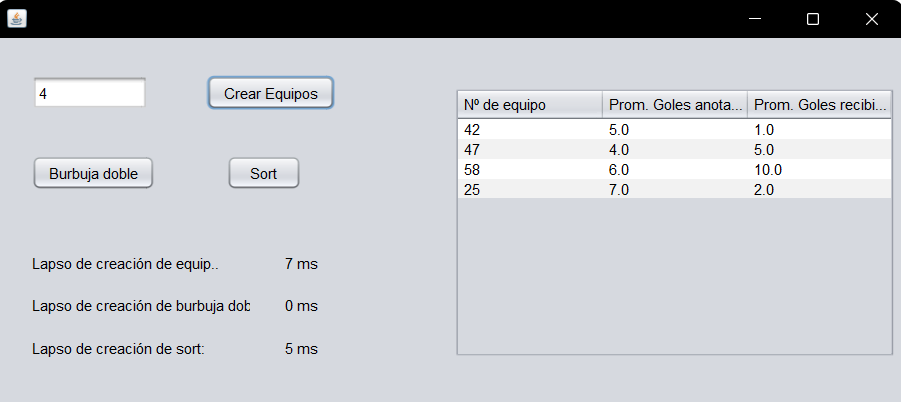 4
Crear Equipos
Burbuja doble
Sort
Lapso de creación de equip..
7 ms
Lapso de creación de burbuja dob
0 ms
Lapso de creación de sort:
5 ms
Nº de equipo Prom. Goles anota... Prom. Goles recibi...
42 5.0 1.0
47 4.0 5.0
58 6.0 10.0
25 7.0 2.0